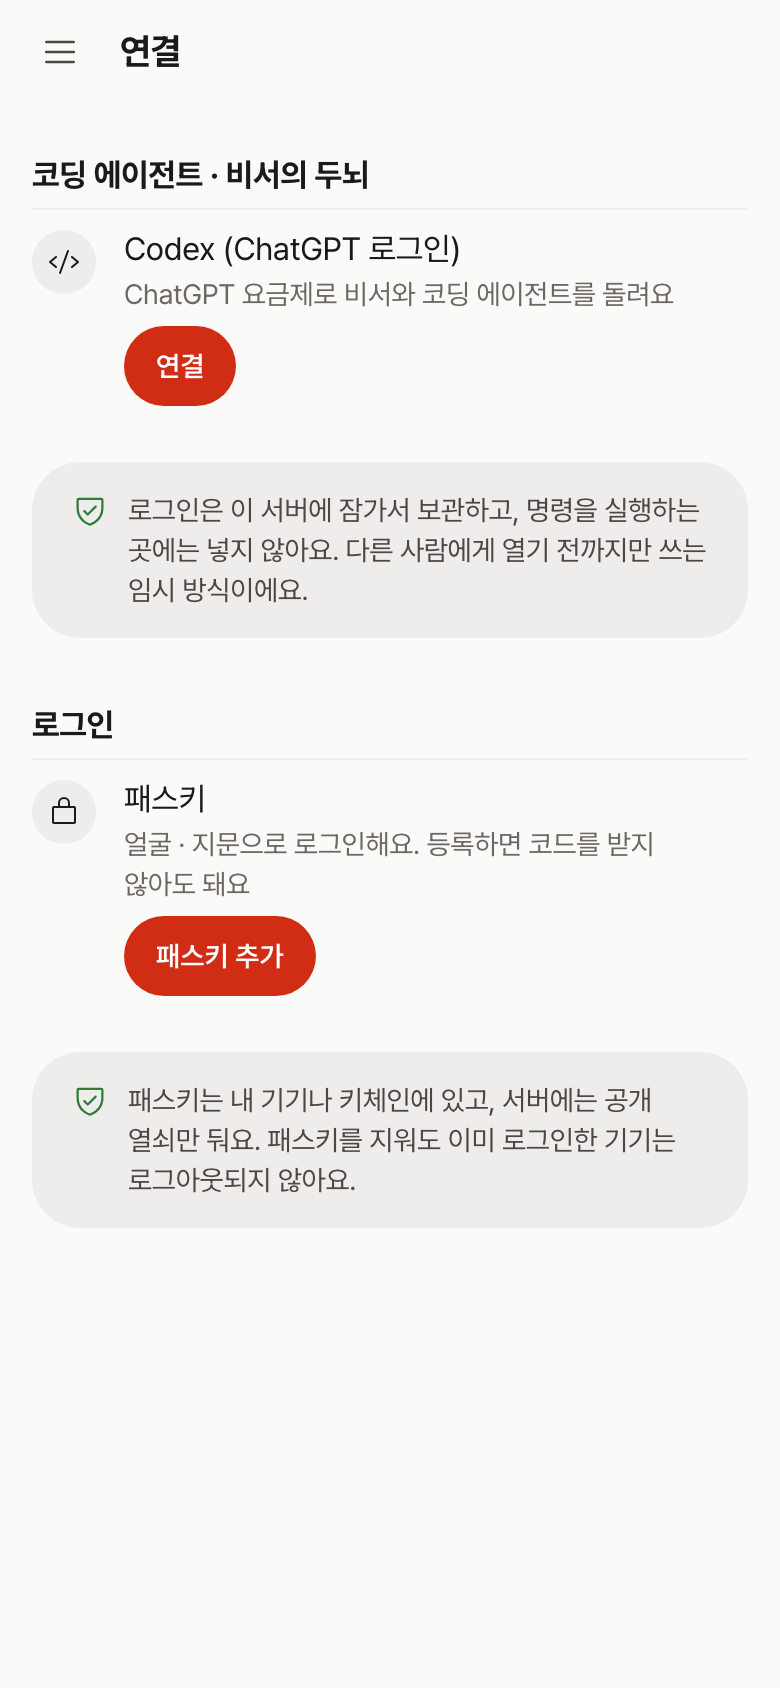 연결
코딩 에이전트 · 비서의 두뇌
Codex (ChatGPT 로그인)
ChatGPT 요금제로 비서와 코딩 에이전트를 돌려요
연결
로그인은 이 서버에 잠가서 보관하고, 명령을 실행하는
곳에는 넣지 않아요. 다른 사람에게 열기 전까지만 쓰는
임시 방식이에요.
로그인
패스키
얼굴 · 지문으로 로그인해요. 등록하면 코드를 받지
않아도 돼요
패스키 추가
패스키는 내 기기나 키체인에 있고, 서버에는 공개
열쇠만 둬요. 패스키를 지워도 이미 로그인한 기기는
로그아웃되지 않아요.